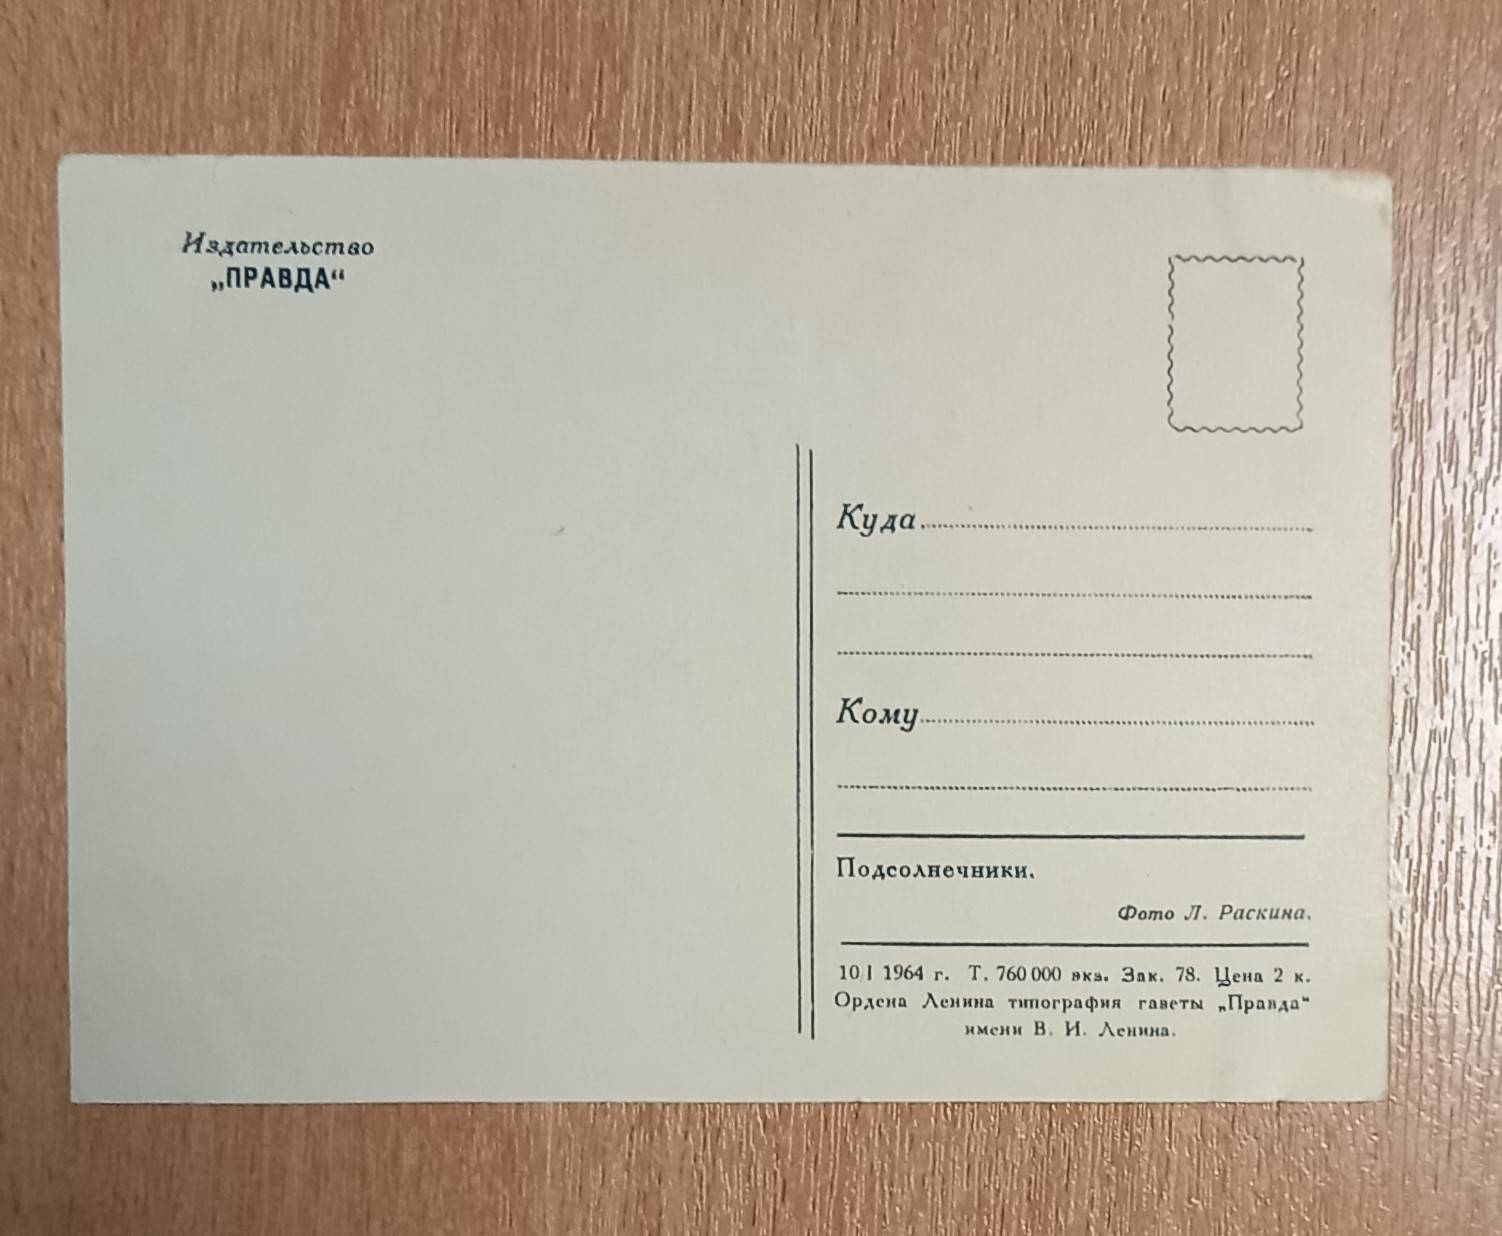 Издательство
„ПРАВДА“
Куда
Кому
Подсолнечники.
Фото Л. Раскина.
10/I 1964 г. Т. 760 000 экз. Зак. 78. Цена 2 к.
Ордена Ленина типография газеты „Правда“
имени В. И. Ленина.